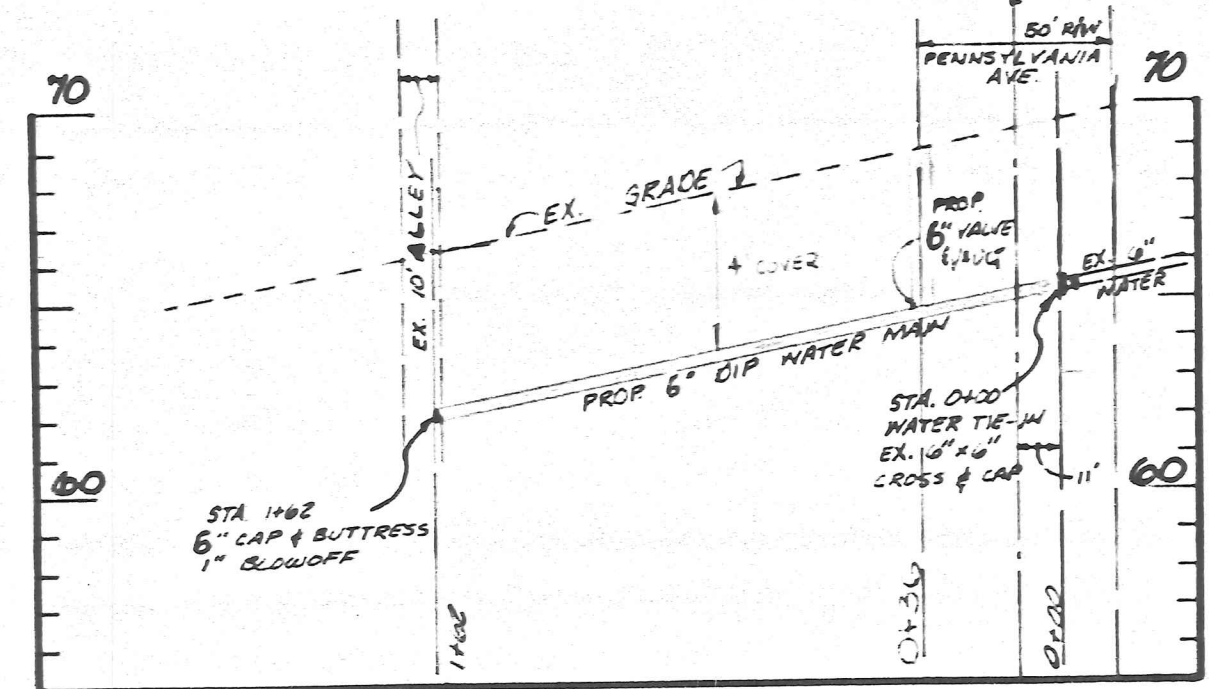 50' R/W
PENNSYLVANIA
AVE.
70
70
EX. 10' ALLEY
EX. GRADE
PROP.
6" VALVE
4' COVER
EX. 6"
WATER
PROP. 6" DIP WATER MAIN
STA. 0+00
WATER TIE-IN
EX. 6" x 6"
CROSS & CAP
11'
60
60
STA. 1+62
6" CAP & BUTTRESS
1" BLOWOFF
1+62
0+36
0+00